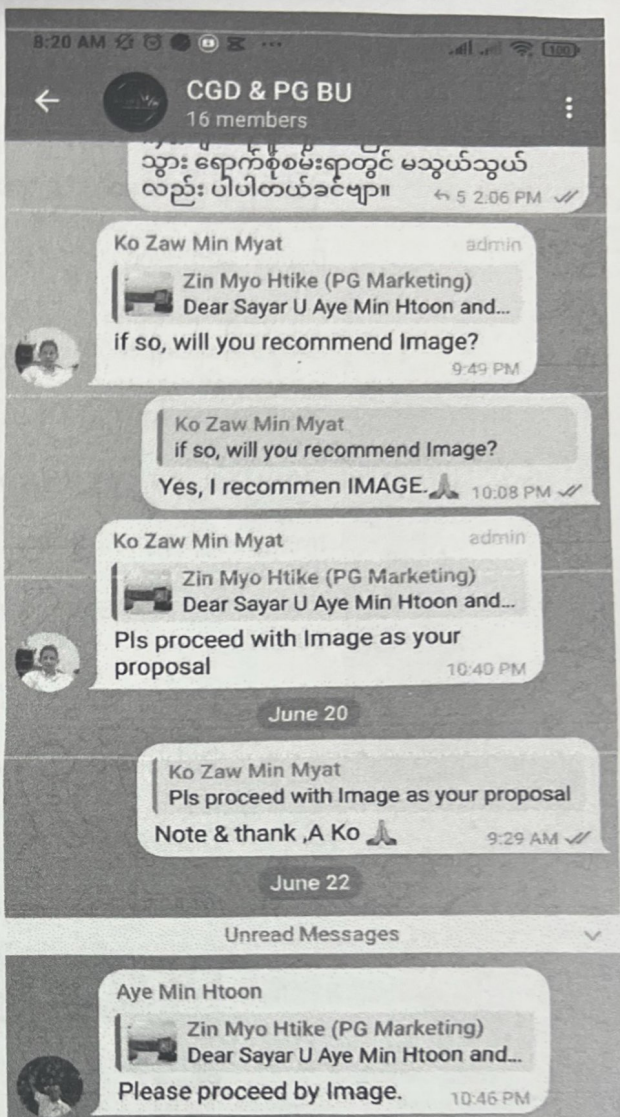 8:20 AM ... 100
CGD & PG BU
16 members
သွား ရောက်စုံစမ်းရာတွင် မသွယ်သွယ်
လည်း ပါပါတယ်ခင်ဗျာ။ 5 2:06 PM
Ko Zaw Min Myat admin
Zin Myo Htike (PG Marketing)
Dear Sayar U Aye Min Htoon and...
if so, will you recommend Image?
9:49 PM
Ko Zaw Min Myat
if so, will you recommend Image?
Yes, I recommen IMAGE.🙏 10:08 PM
Ko Zaw Min Myat admin
Zin Myo Htike (PG Marketing)
Dear Sayar U Aye Min Htoon and...
Pls proceed with Image as your
proposal 10:40 PM
June 20
Ko Zaw Min Myat
Pls proceed with Image as your proposal
Note & thank ,A Ko 🙏 9:29 AM
June 22
Unread Messages
Aye Min Htoon
Zin Myo Htike (PG Marketing)
Dear Sayar U Aye Min Htoon and...
Please proceed by Image. 10:46 PM